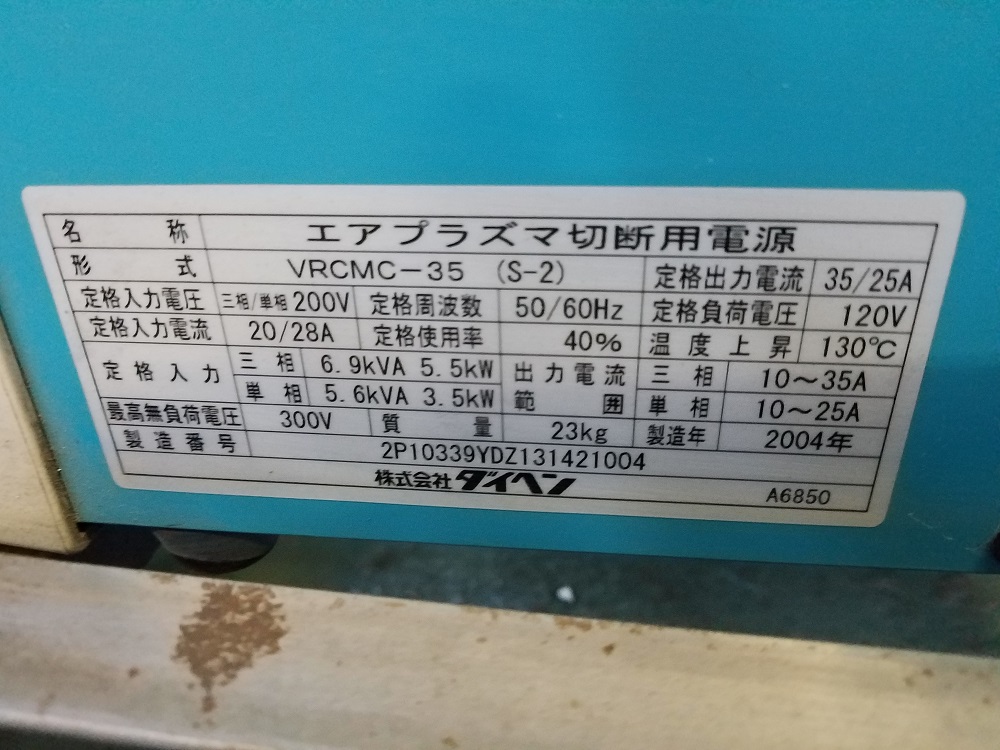 名称 エアプラズマ切断用電源
形式 VRCMC-35 (S-2) 定格出力電流 35/25A
定格入力電圧 三相/単相200V 定格周波数 50/60Hz 定格負荷電圧 120V
定格入力電流 20/28A 定格使用率 40% 温度上昇 130℃
定格入力 三相 6.9kVA 5.5kW 出力電流範囲 三相 10～35A
単相 5.6kVA 3.5kW 単相 10～25A
最高無負荷電圧 300V 質量 23kg 製造年 2004年
製造番号 2P10339YDZ131421004
株式会社ダイヘン A6850